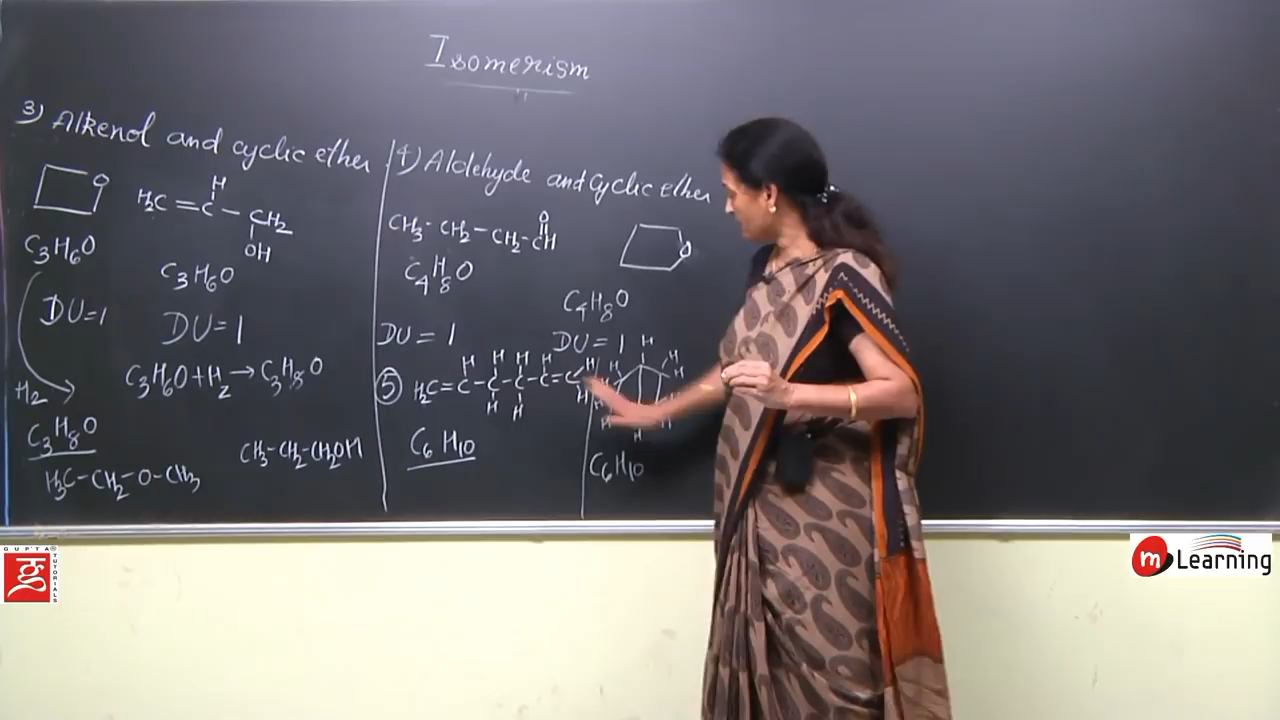 Isomerism
3) Alkenol and cyclic ether
O
H
H2C = C - CH2
OH
C3H6O
C3H6O
DU=1
DU=1
C3H6O + H2 → C3H8O
H2
C3H8O
H3C - CH2 - O - CH3
CH3 - CH2 - CH2OH
4) Aldehyde and Cyclic ether
O
CH3 - CH2 - CH2 - CH
O
C4H8O
C4H8O
DU = 1
DU = 1
5
H H H H H
H2C = C - C - C - C = C
H H H
C6H10
C6H10
GUPTA
TUTORIALS
m Learning